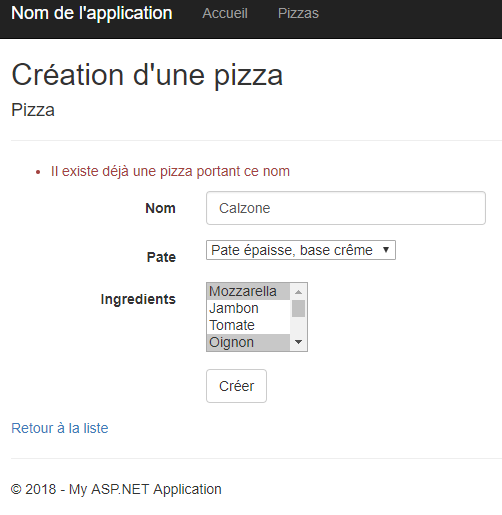 Nom de l'application Accueil Pizzas
Création d'une pizza
Pizza
Il existe déjà une pizza portant ce nom
Nom Calzone
Pate Pate épaisse, base crême
Ingredients Mozzarella
Jambon
Tomate
Oignon
Créer
Retour à la liste
© 2018 - My ASP.NET Application